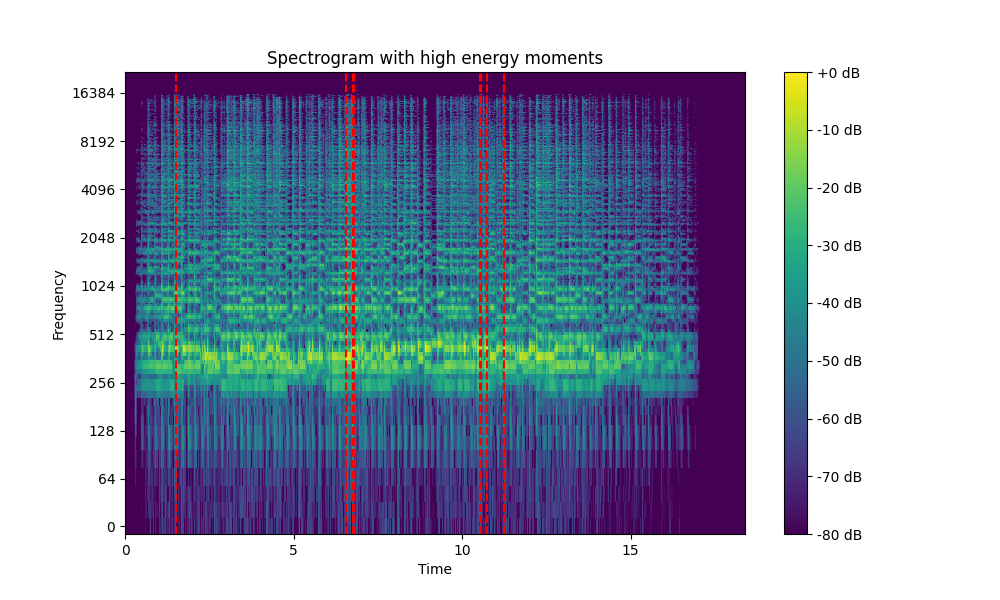 Spectrogram with high energy moments
16384
8192
4096
2048
1024
512
256
128
64
0
Frequency
0
5
10
15
Time
+0 dB
-10 dB
-20 dB
-30 dB
-40 dB
-50 dB
-60 dB
-70 dB
-80 dB